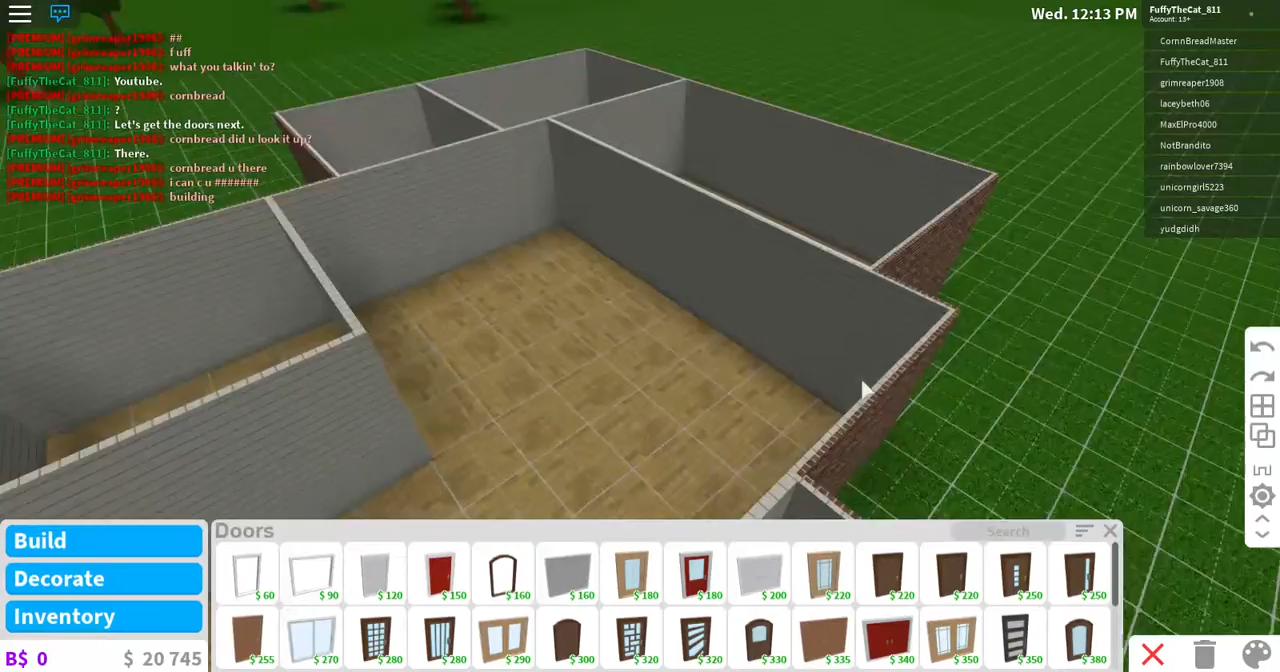 [PREMIUM] [grimreaper1908]: ##
[PREMIUM] [grimreaper1908]: f uff
[PREMIUM] [grimreaper1908]: what you talkin' to?
[FuffyTheCat_811]: Youtube.
[PREMIUM] [grimreaper1908]: cornbread
[FuffyTheCat_811]: ?
[FuffyTheCat_811]: Let's get the doors next.
[PREMIUM] [grimreaper1908]: cornbread did u look it up?
[FuffyTheCat_811]: There.
[PREMIUM] [grimreaper1908]: cornbread u there
[PREMIUM] [grimreaper1908]: i can c u #######
[PREMIUM] [grimreaper1908]: building
Wed. 12:13 PM
FuffyTheCat_811
Account: 13+
CornnBreadMaster
FuffyTheCat_811
grimreaper1908
laceybeth06
MaxElPro4000
NotBrandito
rainbowlover7394
unicorngirl5223
unicorn_savage360
yudgdidh
Build
Decorate
Inventory
B$ 0
$ 20 745
Doors
Search
$ 60
$ 90
$ 120
$ 150
$ 160
$ 160
$ 180
$ 180
$ 200
$ 220
$ 220
$ 220
$ 250
$ 250
$ 255
$ 270
$ 280
$ 280
$ 290
$ 300
$ 320
$ 320
$ 330
$ 335
$ 340
$ 350
$ 350
$ 380